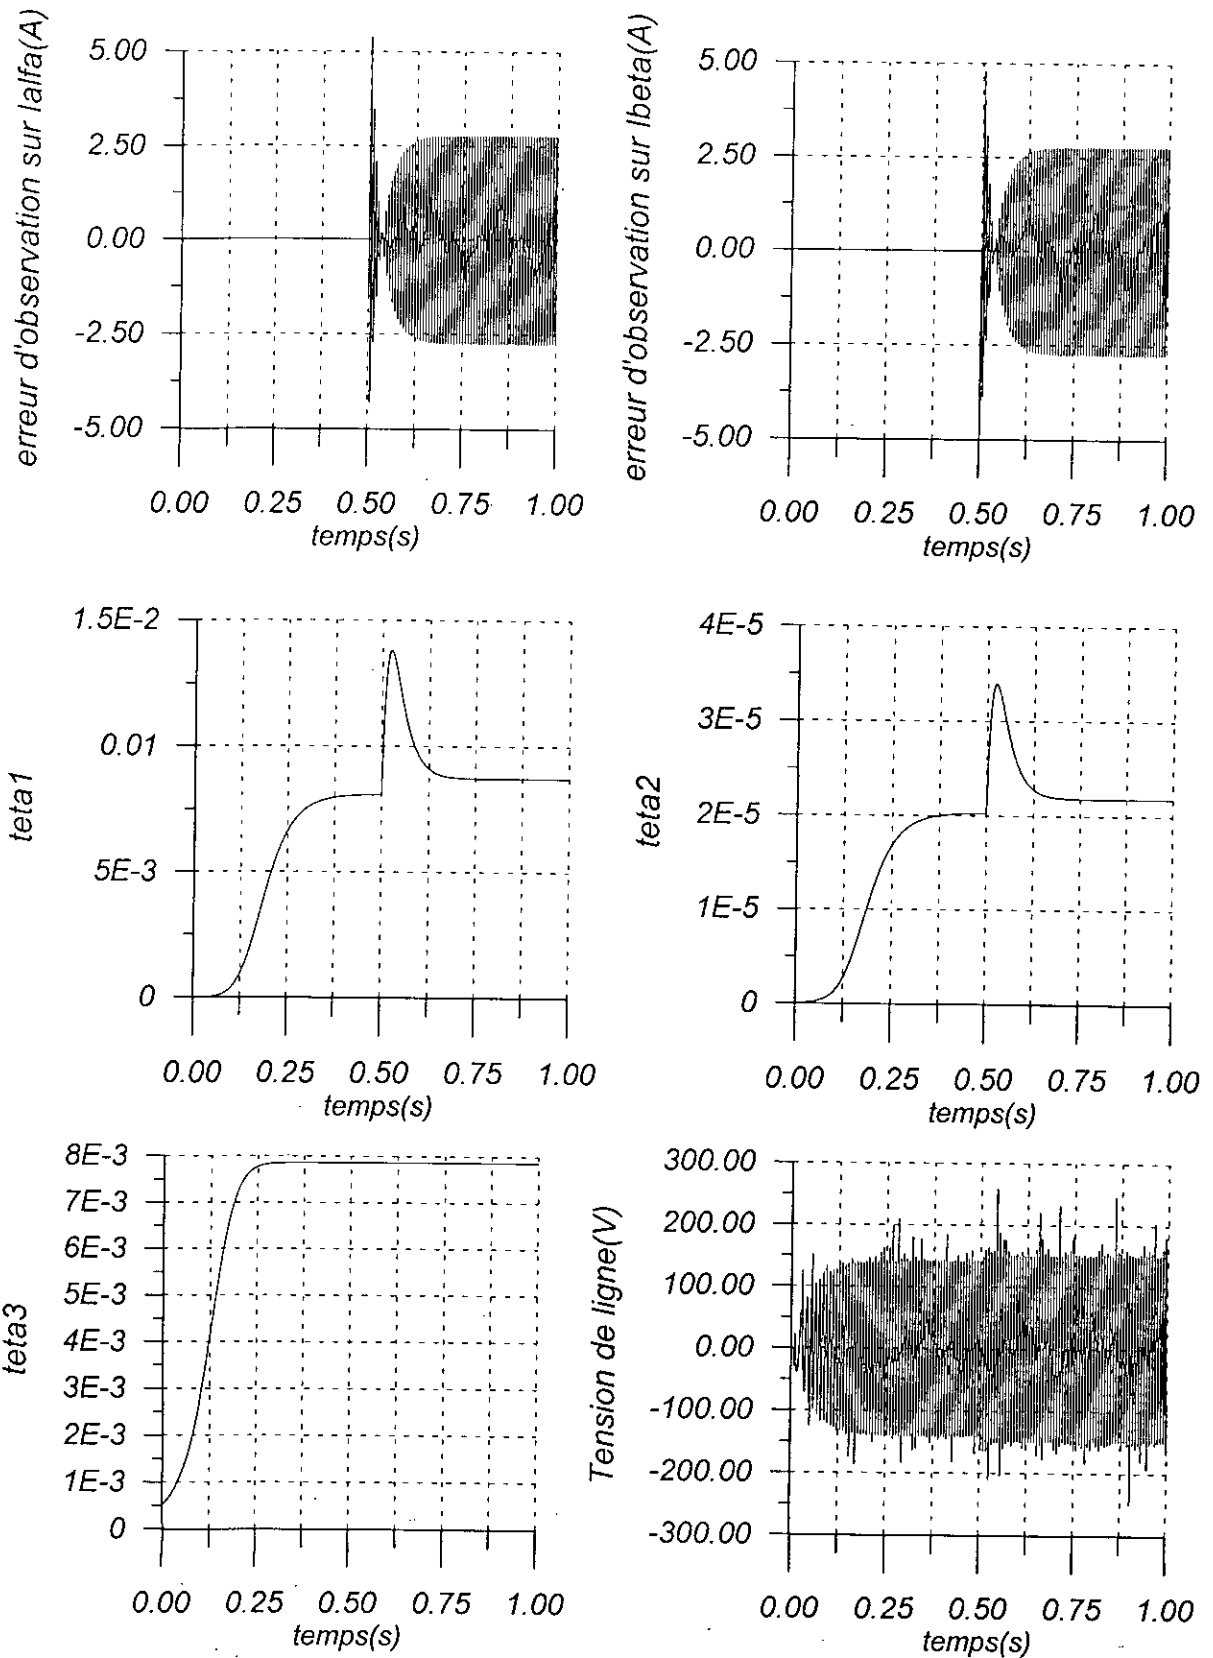 erreur d'observation sur Ialfa(A)
5.00
2.50
0.00
-2.50
-5.00
0.00 0.25 0.50 0.75 1.00
temps(s)
erreur d'observation sur Ibeta(A)
5.00
2.50
0.00
-2.50
-5.00
0.00 0.25 0.50 0.75 1.00
temps(s)
teta1
1.5E-2
0.01
5E-3
0
0.00 0.25 0.50 0.75 1.00
temps(s)
teta2
4E-5
3E-5
2E-5
1E-5
0
0.00 0.25 0.50 0.75 1.00
temps(s)
teta3
8E-3
7E-3
6E-3
5E-3
4E-3
3E-3
2E-3
1E-3
0
0.00 0.25 0.50 0.75 1.00
temps(s)
Tension de ligne(V)
300.00
200.00
100.00
0.00
-100.00
-200.00
-300.00
0.00 0.25 0.50 0.75 1.00
temps(s)